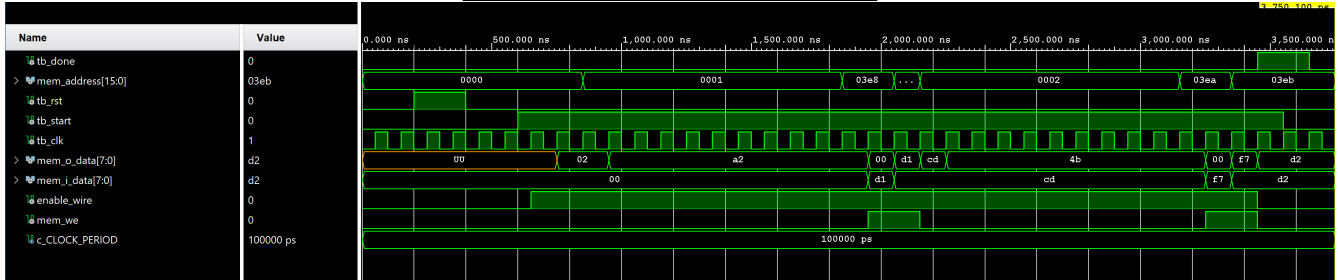 3,750.100 ns
Name Value
0.000 ns 500.000 ns 1,000.000 ns 1,500.000 ns 2,000.000 ns 2,500.000 ns 3,000.000 ns 3,500.000 n
tb_done 0
mem_address[15:0] 03eb 0000 0001 03e8 ... 0002 03ea 03eb
tb_rst 0
tb_start 0
tb_clk 1
mem_o_data[7:0] d2 UU 02 a2 00 d1 cd 4b 00 f7 d2
mem_i_data[7:0] d2 00 d1 cd f7 d2
enable_wire 0
mem_we 0
c_CLOCK_PERIOD 100000 ps 100000 ps